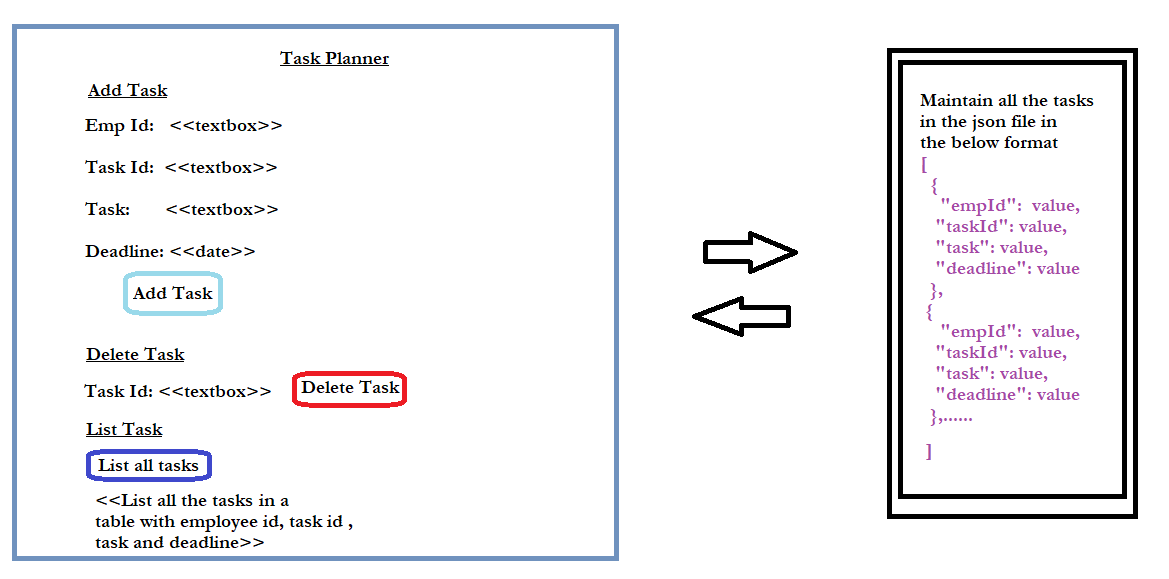 Task Planner
Add Task
Emp Id: <<textbox>>
Task Id: <<textbox>>
Task: <<textbox>>
Deadline: <<date>>
Add Task
Delete Task
Task Id: <<textbox>> Delete Task
List Task
List all tasks
<<List all the tasks in a
table with employee id, task id ,
task and deadline>>
Maintain all the tasks
in the json file in
the below format
[
{
"empId": value,
"taskId": value,
"task": value,
"deadline": value
},
{
"empId": value,
"taskId": value,
"task": value,
"deadline": value
},......
]